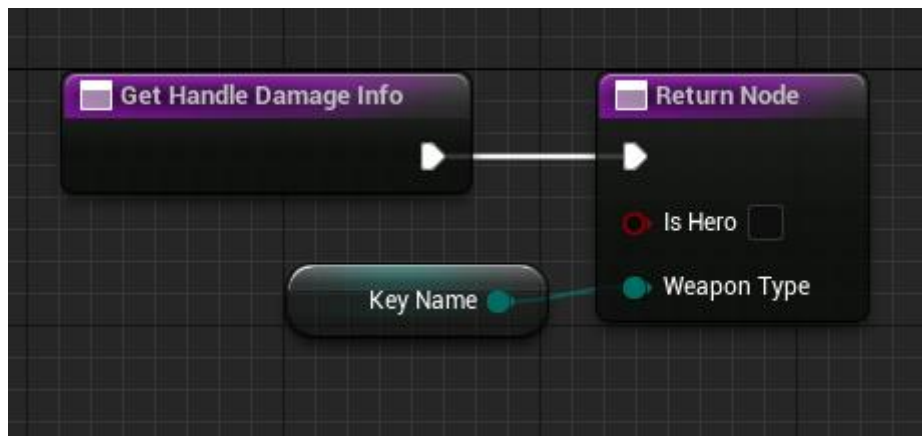 Get Handle Damage Info
Return Node
Is Hero
Key Name
Weapon Type